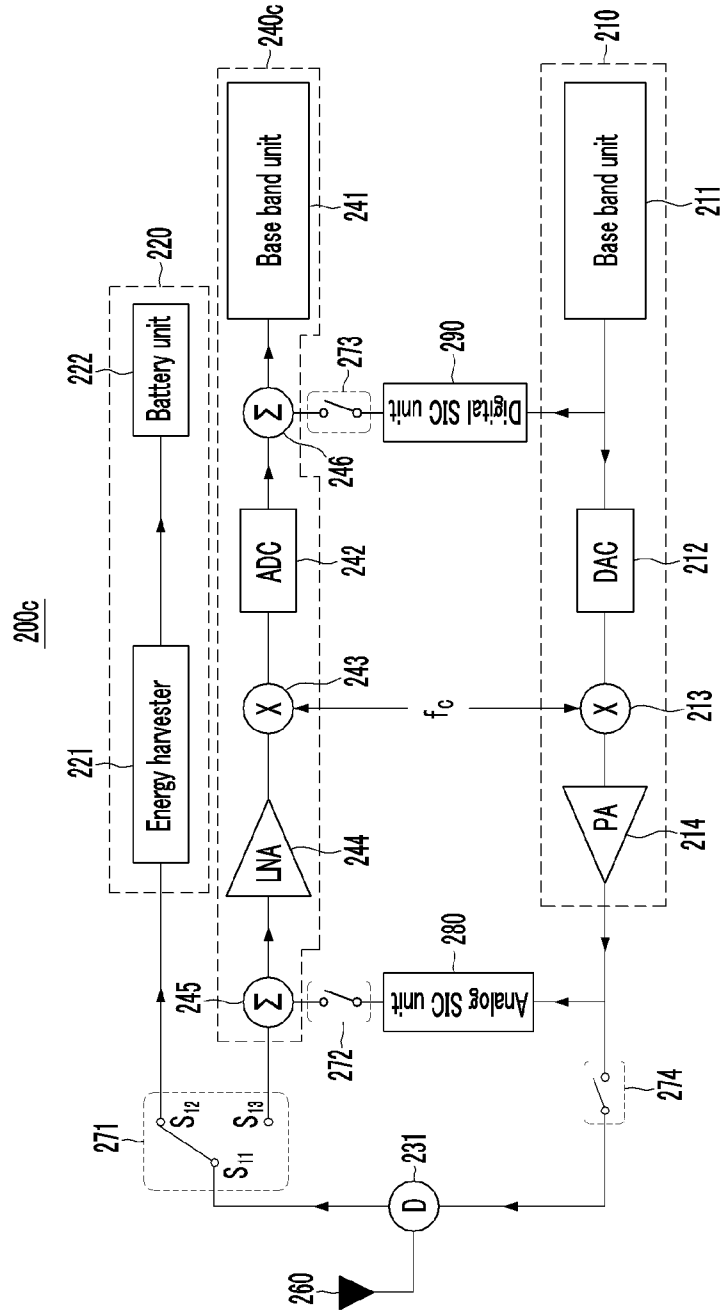 200c
220
221
Energy harvester
222
Battery unit
240c
271
S11
S12
S13
245
Σ
LNA
244
X
243
ADC
242
Σ
246
Base band unit
241
272
273
Analog SIC unit
280
Digital SIC unit
290
fc
260
D
231
274
210
PA
214
X
213
DAC
212
Base band unit
211